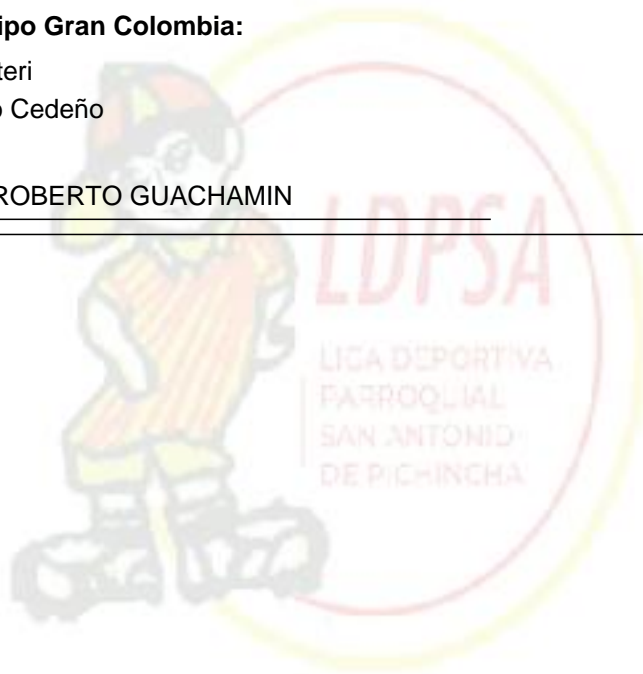 ipo Gran Colombia:
teri
o Cedeño
ROBERTO GUACHAMIN
LDPSA
LIGA DEPORTIVA
PARROQUIAL
SAN ANTONIO
DE PICHINCHA